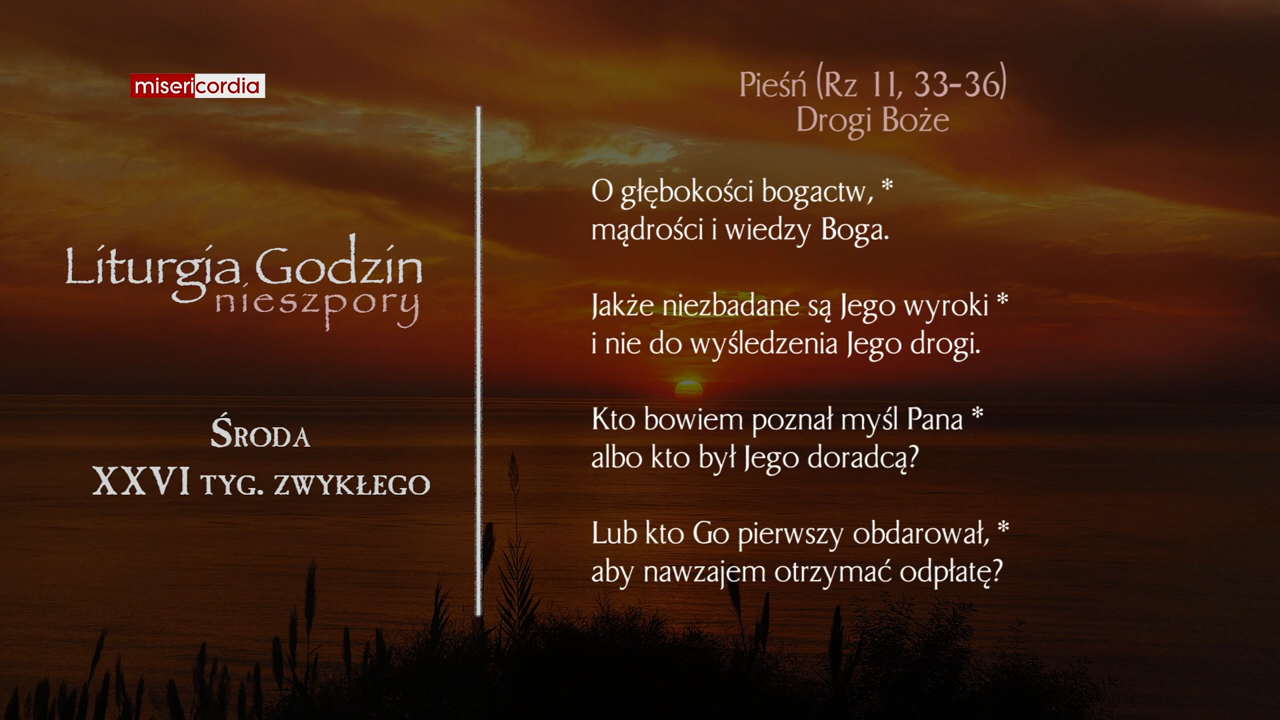 misericordia
Liturgia Godzin
nieszpory
Środa
XXVI tyg. zwykłego
Pieśń (Rz 11, 33-36)
Drogi Boże
O głębokości bogactw, *
mądrości i wiedzy Boga.
Jakże niezbadane są Jego wyroki *
i nie do wyśledzenia Jego drogi.
Kto bowiem poznał myśl Pana *
albo kto był Jego doradcą?
Lub kto Go pierwszy obdarował, *
aby nawzajem otrzymać odpłatę?